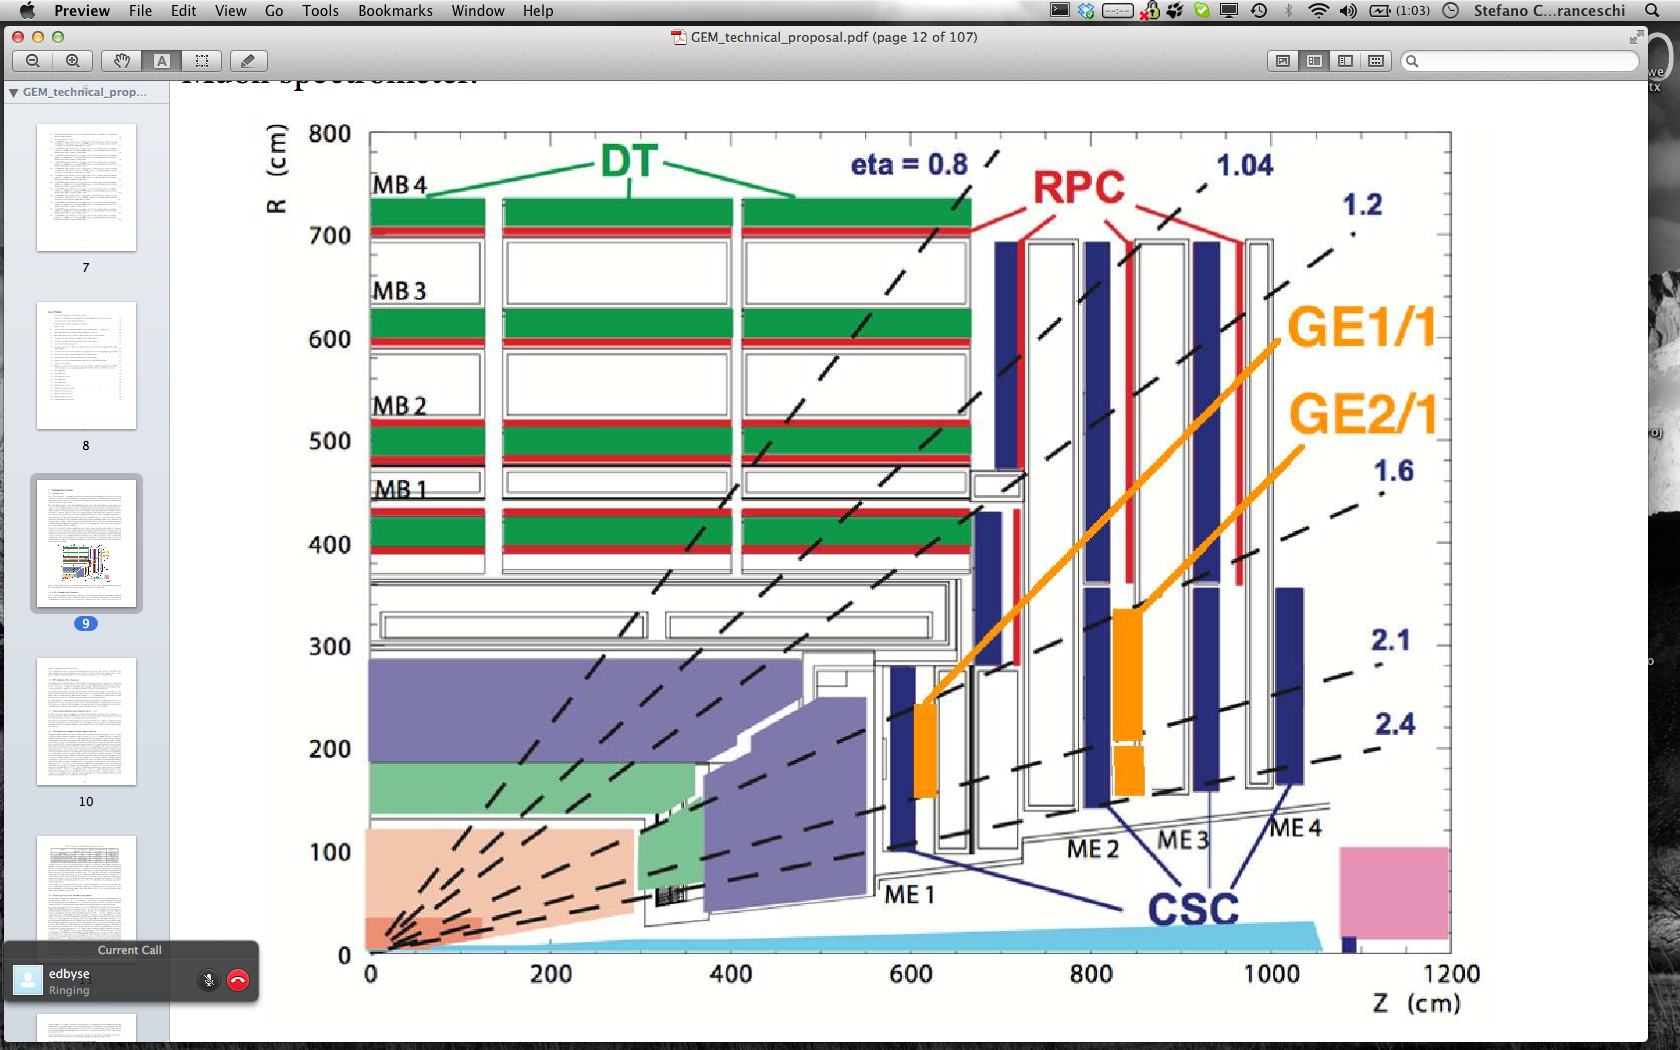 Preview File Edit View Go Tools Bookmarks Window Help
(1:03) Stefano C...ranceschi
GEM_technical_proposal.pdf (page 12 of 107)
GEM_technical_prop...
7
8
9
10
Current Call
edbyse
Ringing
R (cm)
800
700
600
500
400
300
200
100
0
MB 4
MB 3
MB 2
MB 1
DT
eta = 0.8
RPC
1.04
1.2
GE1/1
GE2/1
1.6
2.1
2.4
ME 1
ME 2
ME 3
ME 4
CSC
0 200 400 600 800 1000 1200
Z (cm)